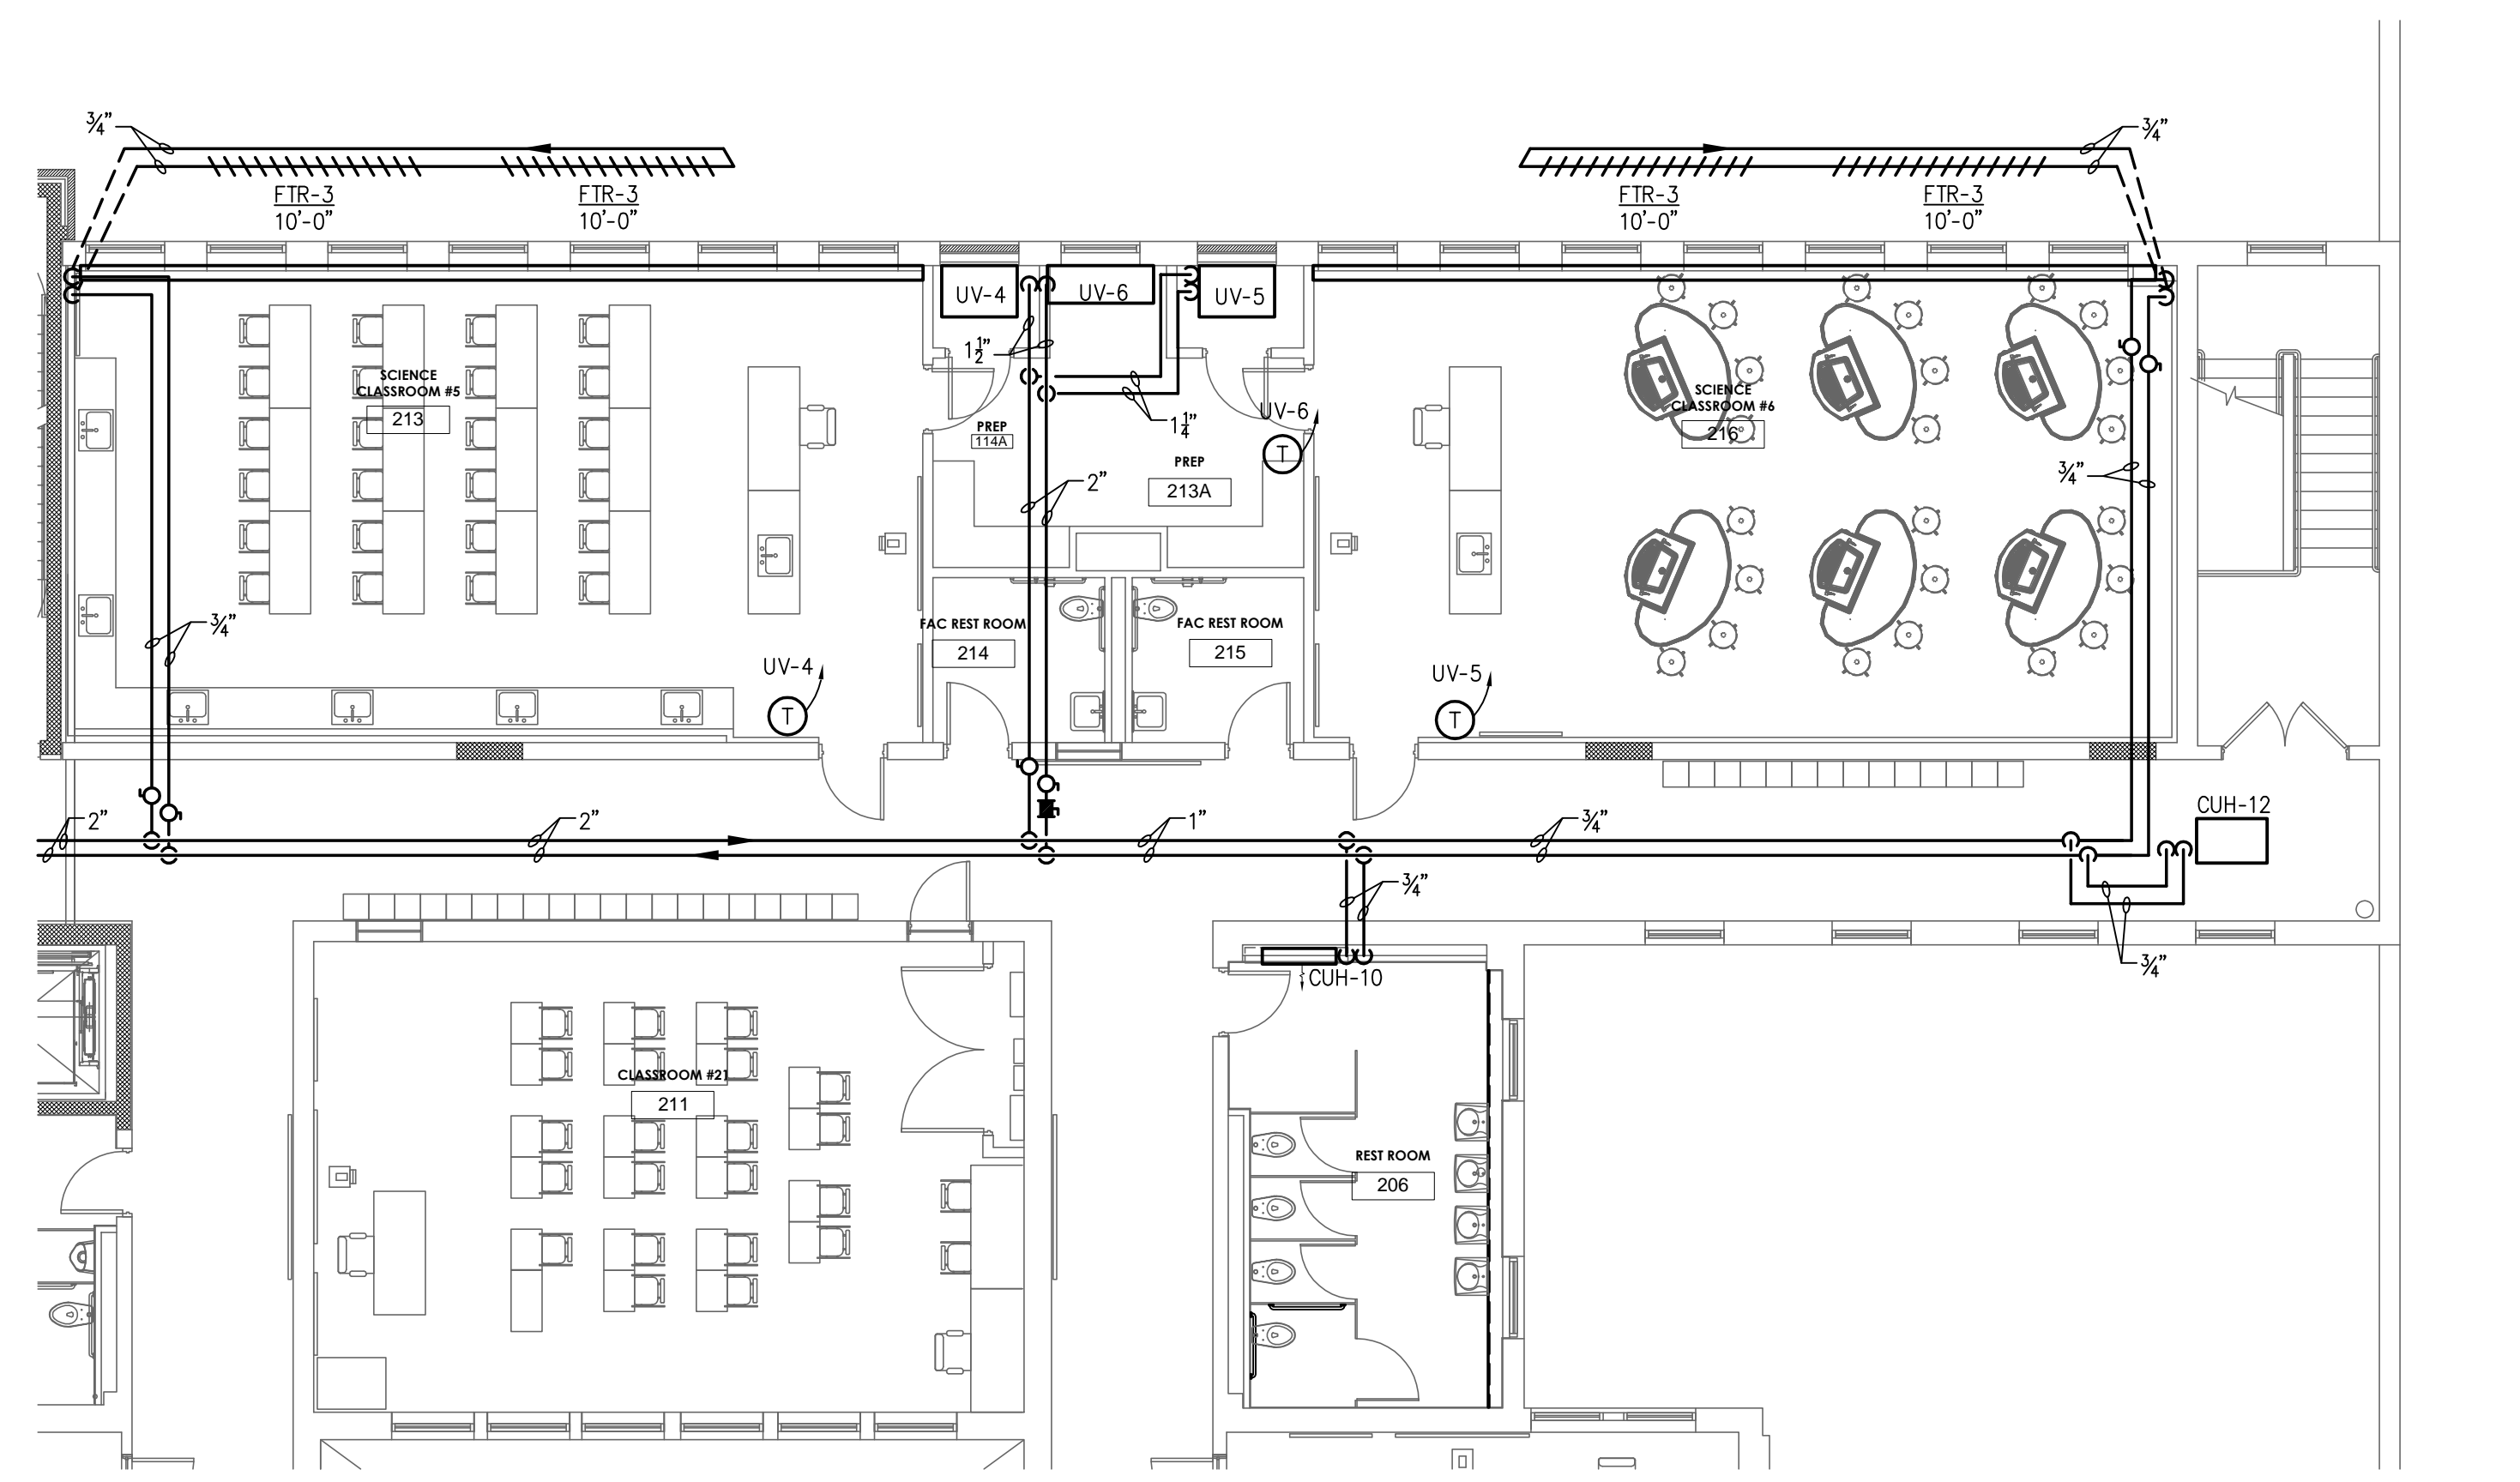 ¾"
¾"
FTR-3
10'-0"
FTR-3
10'-0"
FTR-3
10'-0"
FTR-3
10'-0"
UV-4
UV-6
UV-5
1½"
SCIENCE
CLASSROOM #5
213
SCIENCE
CLASSROOM #6
216
UV-6
T
1¼"
PREP
114A
PREP
213A
2"
¾"
¾"
FAC REST ROOM
214
FAC REST ROOM
215
UV-4
T
UV-5
T
2"
2"
1"
¾"
CUH-12
¾"
¾"
CUH-10
CLASSROOM #21
211
REST ROOM
206